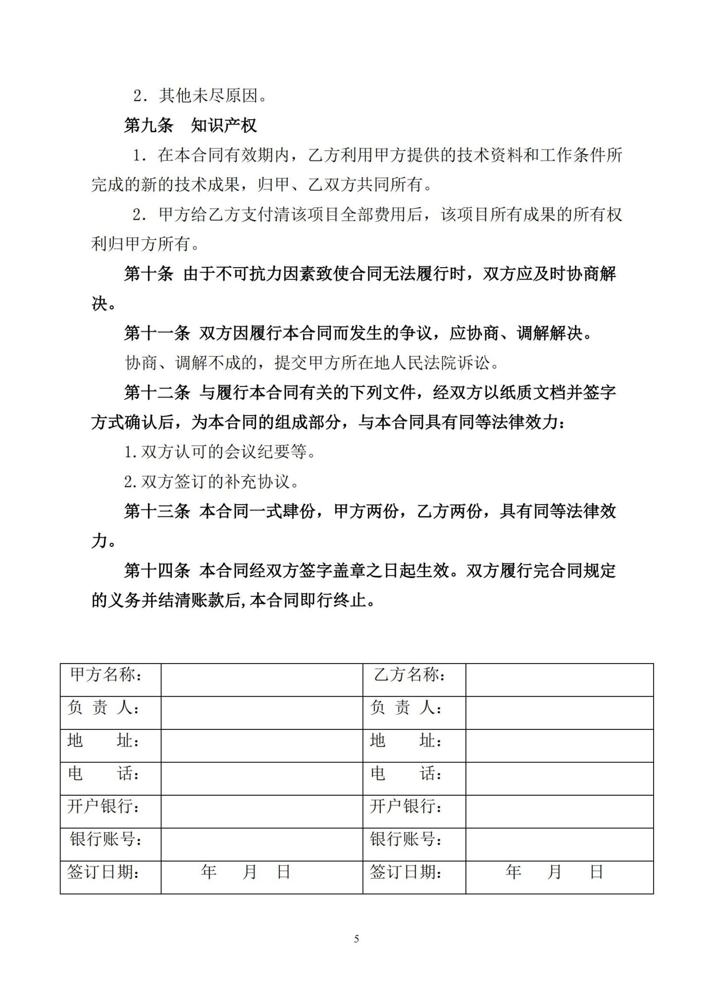 2．其他未尽原因。
第九条　知识产权
1．在本合同有效期内，乙方利用甲方提供的技术资料和工作条件所
完成的新的技术成果，归甲、乙双方共同所有。
2．甲方给乙方支付清该项目全部费用后，该项目所有成果的所有权
利归甲方所有。
第十条 由于不可抗力因素致使合同无法履行时，双方应及时协商解
决。
第十一条 双方因履行本合同而发生的争议，应协商、调解解决。
协商、调解不成的，提交甲方所在地人民法院诉讼。
第十二条 与履行本合同有关的下列文件，经双方以纸质文档并签字
方式确认后，为本合同的组成部分，与本合同具有同等法律效力：
1.双方认可的会议纪要等。
2.双方签订的补充协议。
第十三条 本合同一式肆份，甲方两份，乙方两份，具有同等法律效
力。
第十四条 本合同经双方签字盖章之日起生效。双方履行完合同规定
的义务并结清账款后,本合同即行终止。
甲方名称： 乙方名称：
负 责 人： 负 责 人：
地　　址： 地　　址：
电　　话： 电　　话：
开户银行： 开户银行：
银行账号： 银行账号：
签订日期： 年 月 日 签订日期： 年 月 日
5